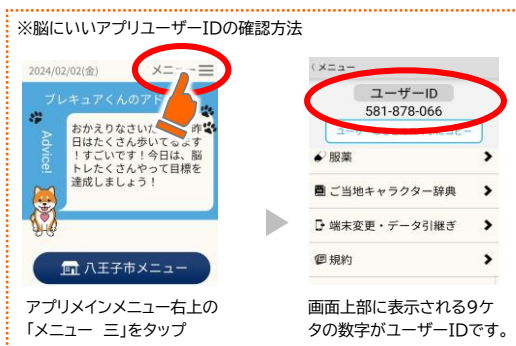 ※脳にいいアプリユーザーIDの確認方法
2024/02/02(金)
メニュー
ブレキュアくんのアド
Advice!
おかえりなさい
昨
日はたくさん歩いてるます
！すごいです！今日は、脳
トレたくさんやって目標を
達成しましょう！
八王子市メニュー
アプリメインメニュー右上の
「メニュー 三」をタップ
〈メニュー
ユーザーID
581-878-066
服薬
ご当地キャラクター辞典
端末変更・データ引継ぎ
規約
画面上部に表示される9ケ
タの数字がユーザーIDです。